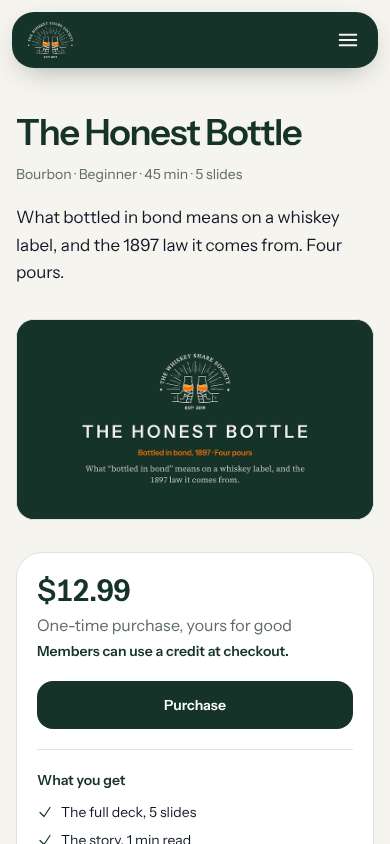 THE WHISKEY SHARE SOCIETY
The Honest Bottle
Bourbon · Beginner · 45 min · 5 slides
What bottled in bond means on a whiskey
label, and the 1897 law it comes from. Four
pours.
THE WHISKEY SHARE SOCIETY
EST 2019
THE HONEST BOTTLE
Bottled in bond, 1897 · Four pours
What “bottled in bond” means on a whiskey label, and the
1897 law it comes from.
$12.99
One-time purchase, yours for good
Members can use a credit at checkout.
Purchase
What you get
The full deck, 5 slides
The story, 1 min read